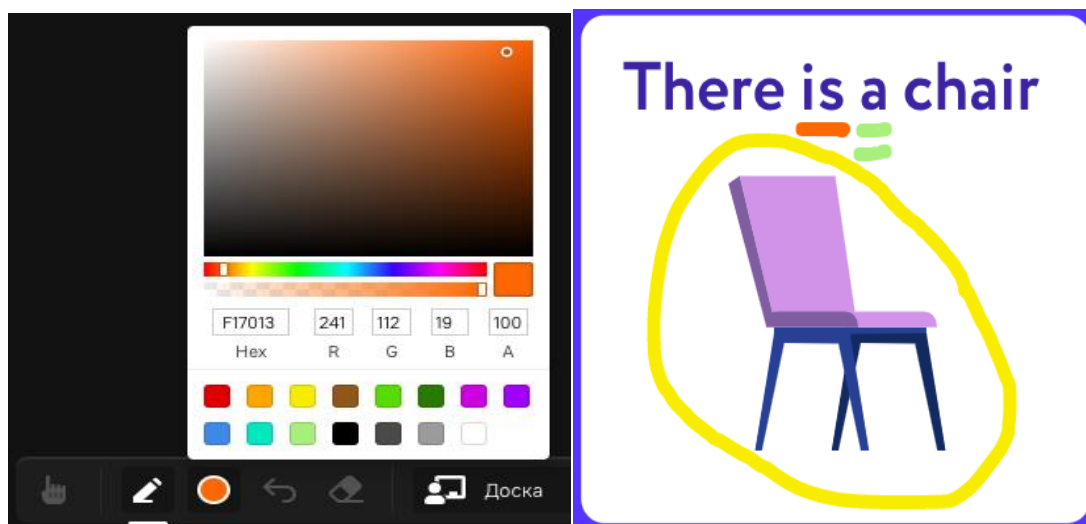 F17013 241 112 19 100
Hex R G B A
Доска
There is a chair